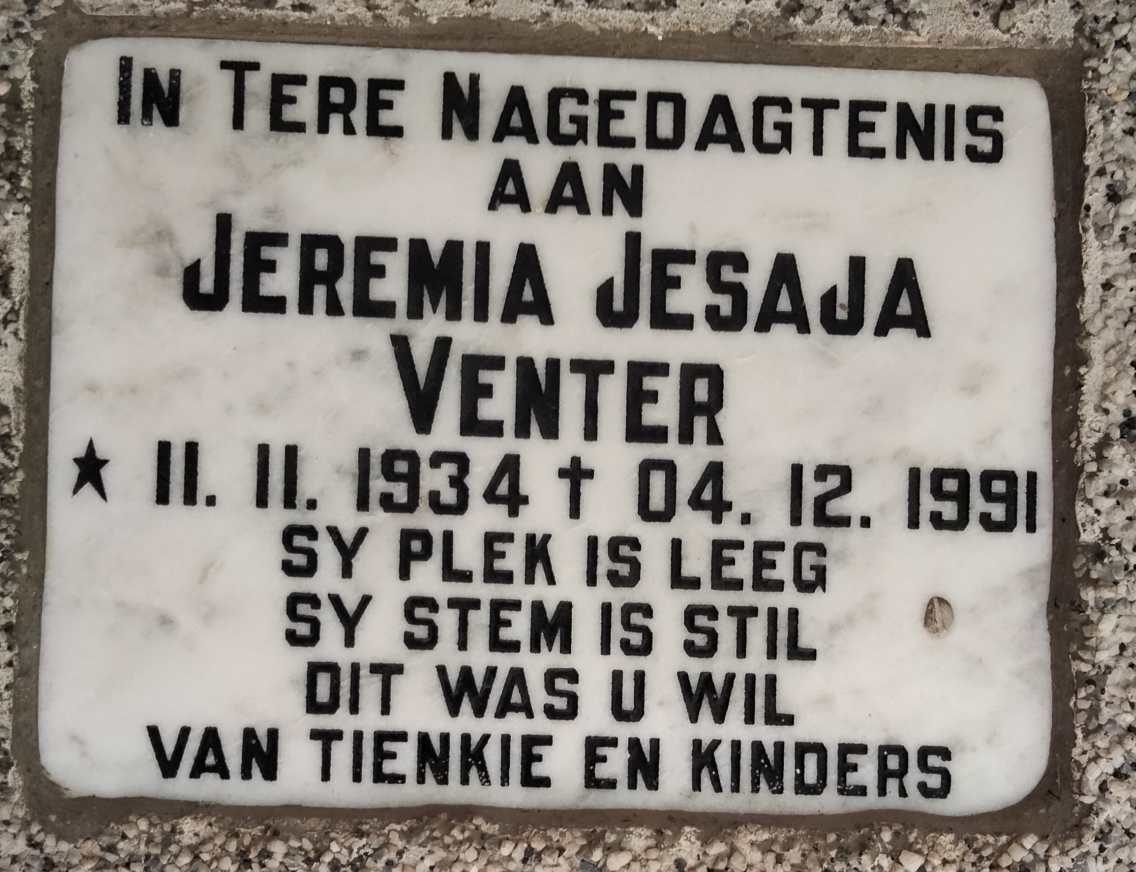 IN TERE NAGEDAGTENIS
AAN
JEREMIA JESAJA
VENTER
★ 11. 11. 1934 † 04. 12. 1991
SY PLEK IS LEEG
SY STEM IS STIL
DIT WAS U WIL
VAN TIENKIE EN KINDERS